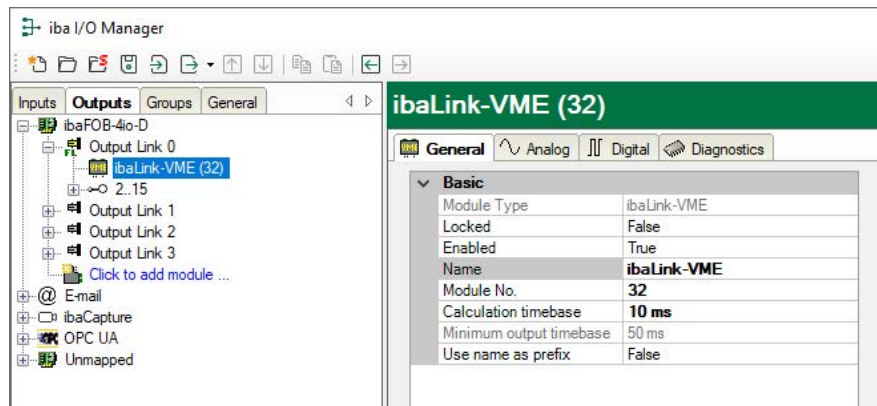 iba I/O Manager
Inputs Outputs Groups General
ibaFOB-4io-D
Output Link 0
FL
ibaLink-VME (32)
2..15
Output Link 1
Output Link 2
Output Link 3
Click to add module ...
E-mail
ibaCapture
OPC UA
Unmapped
ibaLink-VME (32)
General Analog Digital Diagnostics
Basic
Module Type ibaLink-VME
Locked False
Enabled True
Name ibaLink-VME
Module No. 32
Calculation timebase 10 ms
Minimum output timebase 50 ms
Use name as prefix False